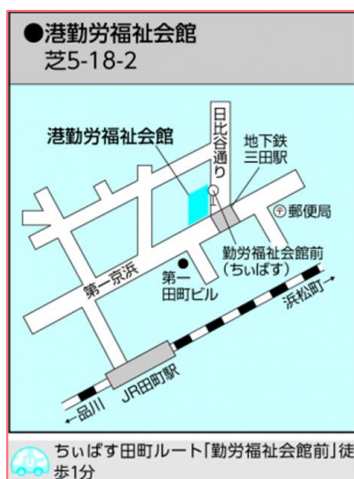 ●港勤労福祉会館
芝5-18-2
日比谷通り
港勤労福祉会館
地下鉄
三田駅
〒郵便局
勤労福祉会館前
(ちぃばす)
第一京浜
第一
田町ビル
浜松町→
JR田町駅
←品川
ちぃばす田町ルート「勤労福祉会館前」徒
歩1分